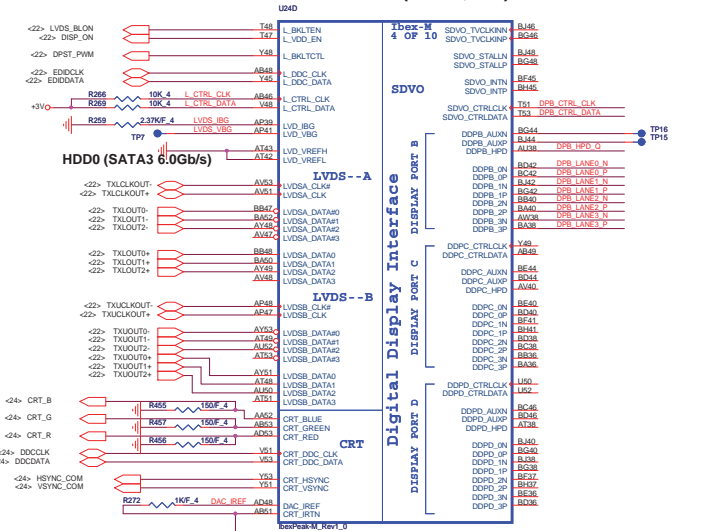 U24D
Ibex-M
4 OF 10
<22> LVDS_BLON T48 L_BKLTEN
<22> DISP_ON T47 L_VDD_EN
<22> DPST_PWM Y48 L_BKLTCTL
<22> EDIDCLK AB48 L_DDC_CLK
<22> EDIDDATA Y45 L_DDC_DATA
+3V
R266 10K_4 L_CTRL_CLK AB46 L_CTRL_CLK
R269 10K_4 L_CTRL_DATA V48 L_CTRL_DATA
R259 2.37K/F_4 LVDS_IBG AP39 LVD_IBG
TP7 LVDS_VBG AP41 LVD_VBG
AT43 LVD_VREFH
AT42 LVD_VREFL
HDD0 (SATA3 6.0Gb/s)
LVDS--A
<22> TXLCLKOUT- AV53 LVDSA_CLK#
<22> TXLCLKOUT+ AV51 LVDSA_CLK
<22> TXLOUT0- BB47 LVDSA_DATA#0
<22> TXLOUT1- BA52 LVDSA_DATA#1
<22> TXLOUT2- AY48 LVDSA_DATA#2
AV47 LVDSA_DATA#3
<22> TXLOUT0+ BB48 LVDSA_DATA0
<22> TXLOUT1+ BA50 LVDSA_DATA1
<22> TXLOUT2+ AY49 LVDSA_DATA2
AV48 LVDSA_DATA3
LVDS--B
<22> TXUCLKOUT- AP48 LVDSB_CLK#
<22> TXUCLKOUT+ AP47 LVDSB_CLK
<22> TXUOUT0- AY53 LVDSB_DATA#0
<22> TXUOUT1- AT49 LVDSB_DATA#1
<22> TXUOUT2- AU52 LVDSB_DATA#2
<22> TXUOUT0+ AT53 LVDSB_DATA#3
<22> TXUOUT1+ AY51 LVDSB_DATA0
<22> TXUOUT2+ AT48 LVDSB_DATA1
AU50 LVDSB_DATA2
AT51 LVDSB_DATA3
<24> CRT_B R455 150/F_4 AA52 CRT_BLUE
<24> CRT_G R457 150/F_4 AB53 CRT_GREEN
<24> CRT_R R456 150/F_4 AD53 CRT_RED
CRT
24> DDCCLK V51 CRT_DDC_CLK
24> DDCDATA V53 CRT_DDC_DATA
<24> HSYNC_COM Y53 CRT_HSYNC
<24> VSYNC_COM Y51 CRT_VSYNC
R272 1K/F_4 DAC_IREF AD48 DAC_IREF
AB51 CRT_IRTN
IbexPeak-M_Rev1_0
Digital Display Interface
SDVO
SDVO_TVCLKINN BJ46
SDVO_TVCLKINP BG46
SDVO_STALLN BJ48
SDVO_STALLP BG48
SDVO_INTN BF45
SDVO_INTP BH45
SDVO_CTRLCLK T51 DPB_CTRL_CLK
SDVO_CTRLDATA T53 DPB_CTRL_DATA
DISPLAY PORT B
DDPB_AUXN BG44 TP16
DDPB_AUXP BJ44 TP15
DDPB_HPD AU38 DPB_HPD_Q
DDPB_0N BD42 DPB_LANE0_N
DDPB_0P BC42 DPB_LANE0_P
DDPB_1N BJ42 DPB_LANE1_N
DDPB_1P BG42 DPB_LANE1_P
DDPB_2N BB40 DPB_LANE2_N
DDPB_2P BA40 DPB_LANE2_P
DDPB_3N AW38 DPB_LANE3_N
DDPB_3P BA38 DPB_LANE3_P
DISPLAY PORT C
DDPC_CTRLCLK Y49
DDPC_CTRLDATA AB49
DDPC_AUXN BE44
DDPC_AUXP BD44
DDPC_HPD AV40
DDPC_0N BE40
DDPC_0P BD40
DDPC_1N BF41
DDPC_1P BH41
DDPC_2N BD38
DDPC_2P BC38
DDPC_3N BB36
DDPC_3P BA36
DISPLAY PORT D
DDPD_CTRLCLK U50
DDPD_CTRLDATA U52
DDPD_AUXN BC46
DDPD_AUXP BD46
DDPD_HPD AT38
DDPD_0N BJ40
DDPD_0P BG40
DDPD_1N BJ38
DDPD_1P BG38
DDPD_2N BF37
DDPD_2P BH37
DDPD_3N BE36
DDPD_3P BD36